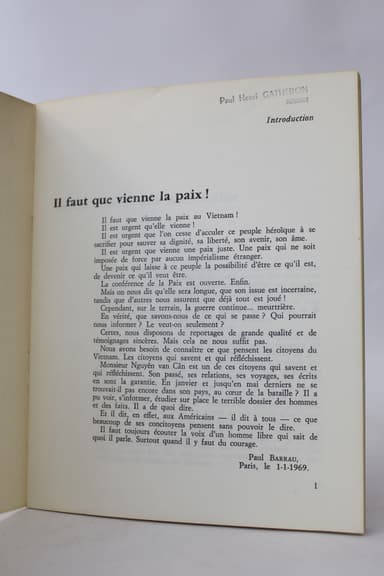 Paul Henri GATHERON
Introduction
Il faut que vienne la paix !
Il faut que vienne la paix au Vietnam !
Il est urgent qu'elle vienne !
Il est urgent que l'on cesse d'acculer ce peuple héroïque à se
sacrifier pour sauver sa dignité, sa liberté, son avenir, son âme.
Il est urgent que vienne une paix juste. Une paix qui ne soit
imposée de force par aucun impérialisme étranger.
Une paix qui laisse à ce peuple la possibilité d'être ce qu'il est,
de devenir ce qu'il veut être.
La conférence de la Paix est ouverte. Enfin.
Mais on nous dit qu'elle sera longue, que son issue est incertaine,
tandis que d'autres nous assurent que déjà tout est joué !
Cependant, sur le terrain, la guerre continue... meurtrière.
En vérité, que savons-nous de ce qui se passe ? Qui pourrait
nous informer ? Le veut-on seulement ?
Certes, nous disposons de reportages de grande qualité et de
témoignages sincères. Mais cela ne nous suffit pas.
Nous avons besoin de connaître ce que pensent les citoyens du
Vietnam. Les citoyens qui savent et qui réfléchissent.
Monsieur Nguyên van Cân est un de ces citoyens qui savent et
qui réfléchissent. Son passé, ses relations, ses voyages, ses écrits
en sont la garantie. En janvier et jusqu'en mai derniers ne se
trouvait-il pas encore dans son pays, au cœur de la bataille ? Il a
pu voir, s'informer, étudier sur place le terrible dossier des hommes
et des faits. Il a de quoi dire.
Et il dit, en effet, aux Américains — il dit à tous — ce que
beaucoup de ses concitoyens pensent sans pouvoir le dire.
Il faut toujours écouter la voix d'un homme libre qui sait de
quoi il parle. Surtout quand il y faut du courage.
Paul BARRAU,
Paris, le 1-1-1969.
1